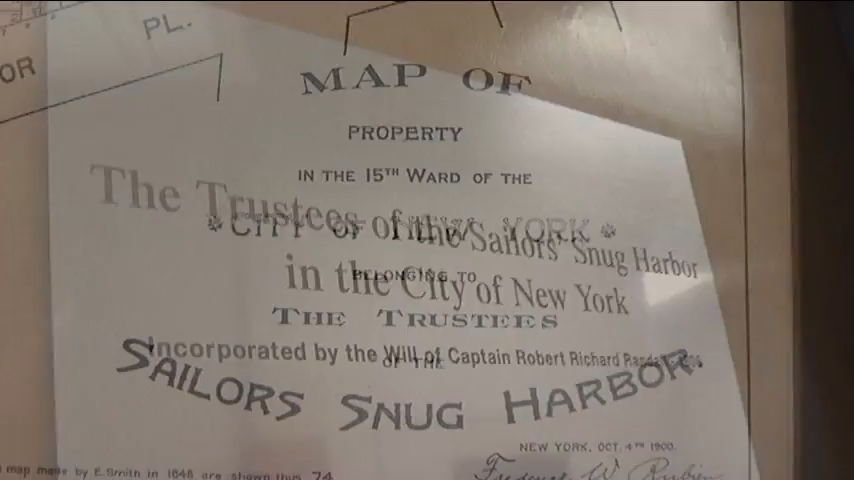 PL.
OR
MAP OF
PROPERTY
IN THE 15TH WARD OF THE
The Trustees of the Sailors' Snug Harbor
CITY OF NEW YORK
in the City of New York
BELONGING TO
THE TRUSTEES
incorporated by the Will of Captain Robert Richard
OF THE
SAILORS SNUG HARBOR.
NEW YORK, OCT. 4TH 1900.
map made by E. Smith in 1848 are shown thus 74
Frederic W